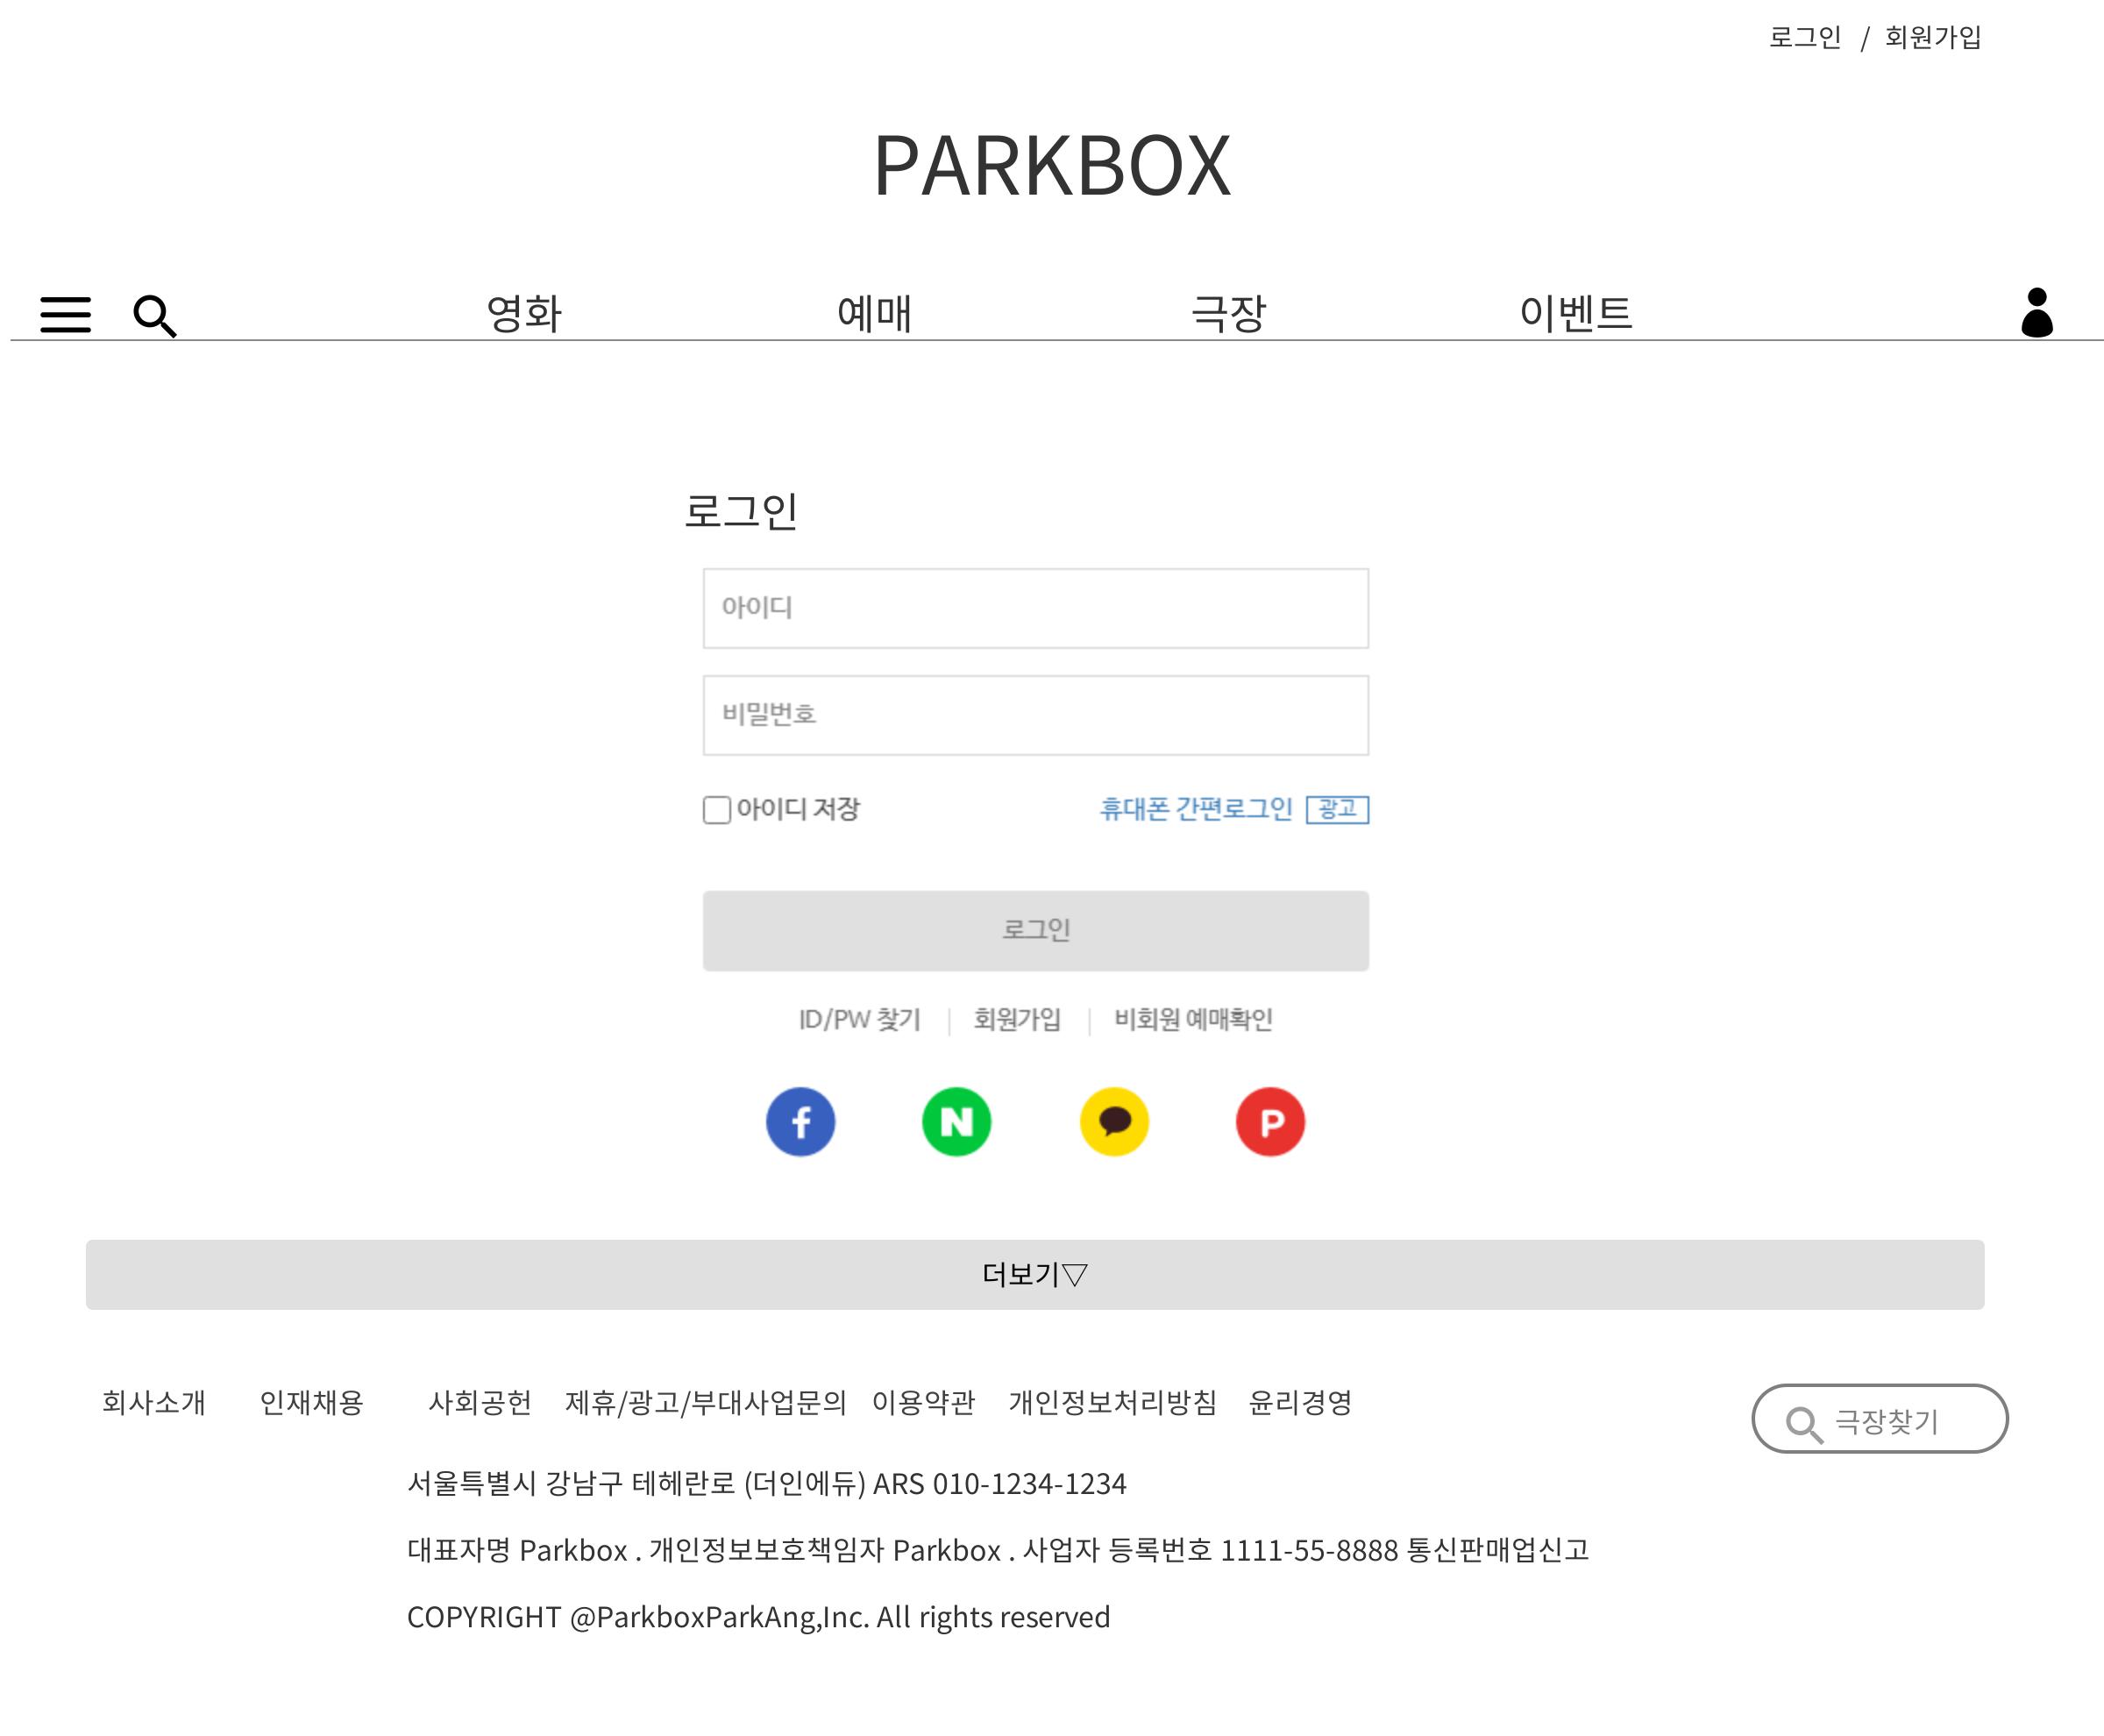 로그인 / 회원가입
PARKBOX
영화 예매 극장 이벤트
로그인
아이디
비밀번호
아이디 저장 휴대폰 간편로그인 광고
로그인
ID/PW 찾기 회원가입 비회원 예매확인
f N P
더보기▽
회사소개 인재채용 사회공헌 제휴/광고/부대사업문의 이용약관 개인정보처리방침 윤리경영 극장찾기
서울특별시 강남구 테헤란로 (더인에듀) ARS 010-1234-1234
대표자명 Parkbox . 개인정보보호책임자 Parkbox . 사업자 등록번호 1111-55-8888 통신판매업신고
COPYRIGHT @ParkboxParkAng,Inc. All rights reserved